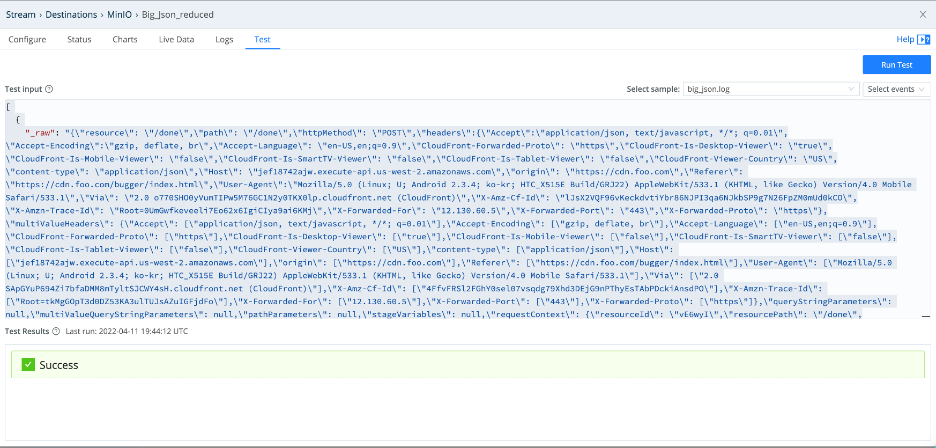 Stream › Destinations › MinIO › Big_Json_reduced
Configure Status Charts Live Data Logs Test Help
Run Test
Test input Select sample: big_json.log Select events
[
{
"_raw": "{\"resource\": \"/done\",\"path\": \"/done\",\"httpMethod\": \"POST\",\"headers\":{\"Accept\":\"application/json, text/javascript, */*; q=0.01\",
\"Accept-Encoding\":\"gzip, deflate, br\",\"Accept-Language\": \"en-US,en;q=0.9\",\"CloudFront-Forwarded-Proto\": \"https\",\"CloudFront-Is-Desktop-Viewer\": \"true\",
\"CloudFront-Is-Mobile-Viewer\": \"false\",\"CloudFront-Is-SmartTV-Viewer\": \"false\",\"CloudFront-Is-Tablet-Viewer\": \"false\",\"CloudFront-Viewer-Country\": \"US\",
\"content-type\": \"application/json\",\"Host\": \"jef18742ajw.execute-api.us-west-2.amazonaws.com\",\"origin\": \"https://cdn.foo.com\",\"Referer\":
\"https://cdn.foo.com/bugger/index.html\",\"User-Agent\":\"Mozilla/5.0 (Linux; U; Android 2.3.4; ko-kr; HTC_X515E Build/GRJ22) AppleWebKit/533.1 (KHTML, like Gecko) Version/4.0 Mobile
Safari/533.1\",\"Via\": \"2.0 o770SHO0yVumTIPw5M7SGC1N2y0TKX0lp.cloudfront.net (CloudFront)\",\"X-Amz-Cf-Id\": \"lJsX2VQF96vKeckdvtiYbr86NJPI3qa6NJkbSP9g7N26FpZM0mUd0kCO\",
\"X-Amzn-Trace-Id\": \"Root=0UmGwfkeveeli7Eo62x6IgiCIya9ai6KMj\",\"X-Forwarded-For\": \"12.130.60.5\",\"X-Forwarded-Port\": \"443\",\"X-Forwarded-Proto\": \"https\"},
\"multiValueHeaders\": {\"Accept\": [\"application/json, text/javascript, */*; q=0.01\"],\"Accept-Encoding\": [\"gzip, deflate, br\"],\"Accept-Language\": [\"en-US,en;q=0.9\"],
\"CloudFront-Forwarded-Proto\": [\"https\"],\"CloudFront-Is-Desktop-Viewer\": [\"true\"],\"CloudFront-Is-Mobile-Viewer\": [\"false\"],\"CloudFront-Is-SmartTV-Viewer\": [\"false\"],
\"CloudFront-Is-Tablet-Viewer\": [\"false\"],\"CloudFront-Viewer-Country\": [\"US\"],\"content-type\": [\"application/json\"],\"Host\":
[\"jef18742ajw.execute-api.us-west-2.amazonaws.com\"],\"origin\": [\"https://cdn.foo.com\"],\"Referer\": [\"https://cdn.foo.com/bugger/index.html\"],\"User-Agent\": [\"Mozilla/5.0
(Linux; U; Android 2.3.4; ko-kr; HTC_X515E Build/GRJ22) AppleWebKit/533.1 (KHTML, like Gecko) Version/4.0 Mobile Safari/533.1\"],\"Via\": [\"2.0
SApGYuP694Zi7bfaDMM8mTyltSJCWY4sH.cloudfront.net (CloudFront)\"],\"X-Amz-Cf-Id\": [\"4FfvFRSl2FGhY0sel07vsqdg79Xhd3DEjG9nPThyEsTAbPDckiAnsdPO\"],\"X-Amzn-Trace-Id\":
[\"Root=tkMgGOpT3d0DZS3KA3ulTUJsAZuIGFjdFo\"],\"X-Forwarded-For\": [\"12.130.60.5\"],\"X-Forwarded-Port\": [\"443\"],\"X-Forwarded-Proto\": [\"https\"]},\"queryStringParameters\":
null,\"multiValueQueryStringParameters\": null,\"pathParameters\": null,\"stageVariables\": null,\"requestContext\": {\"resourceId\": \"vE6wyI\",\"resourcePath\": \"/done\",
Test Results Last run: 2022-04-11 19:44:12 UTC
Success